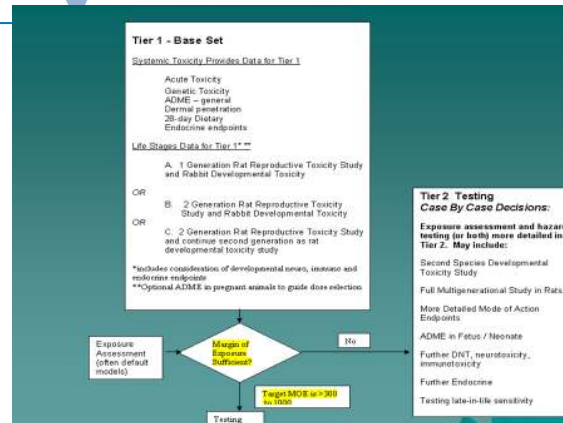 Tier 1 - Base Set
Systemic Toxicity Provides Data for Tier 1
Acute Toxicity
Genetic Toxicity
ADME – general
Dermal penetration
28-day Dietary
Endocrine endpoints
Life Stages Data for Tier 1* **
A. 1 Generation Rat Reproductive Toxicity Study
and Rabbit Developmental Toxicity
OR
B. 2 Generation Rat Reproductive Toxicity
Study and Rabbit Developmental Toxicity
OR
C. 2 Generation Rat Reproductive Toxicity Study
and continue second generation as rat
developmental toxicity study
*includes consideration of developmental neuro, immuno and
endocrine endpoints
**Optional ADME in pregnant animals to guide dose selection
Exposure
Assessment
(often default
models)
Margin of
Exposure
Sufficient?
No
Target MOE is >300
to 1000
Testing
Tier 2 Testing
Case By Case Decisions:
Exposure assessment and hazard
testing (or both) more detailed in
Tier 2. May include:
Second Species Developmental
Toxicity Study
Full Multigenerational Study in Rats
More Detailed Mode of Action
Endpoints
ADME in Fetus / Neonate
Further DNT, neurotoxicity,
immunotoxicity
Further Endocrine
Testing late-in-life sensitivity